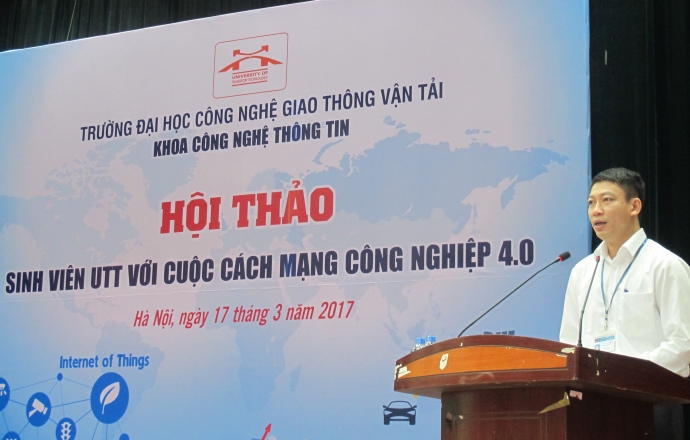 UNIVERSITY OF
TRANSPORT TECHNOLOGY
TRƯỜNG ĐẠI HỌC CÔNG NGHỆ GIAO THÔNG VẬN TẢI
KHOA CÔNG NGHỆ THÔNG TIN
HỘI THẢO
SINH VIÊN UTT VỚI CUỘC CÁCH MẠNG CÔNG NGHIỆP 4.0
Hà Nội, ngày 17 tháng 3 năm 2017
Internet of Things